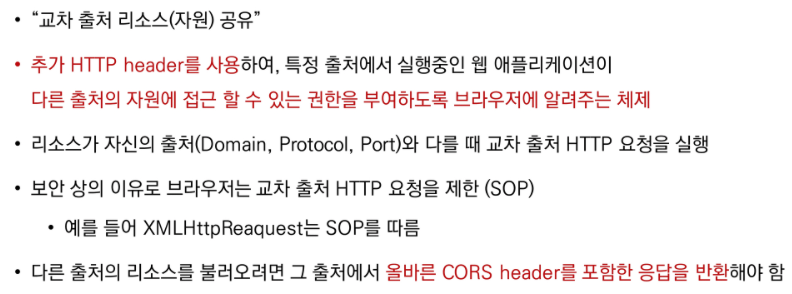 • “교차 출처 리소스(자원) 공유”
• 추가 HTTP header를 사용하여, 특정 출처에서 실행중인 웹 애플리케이션이
다른 출처의 자원에 접근 할 수 있는 권한을 부여하도록 브라우저에 알려주는 체제
• 리소스가 자신의 출처(Domain, Protocol, Port)와 다를 때 교차 출처 HTTP 요청을 실행
• 보안 상의 이유로 브라우저는 교차 출처 HTTP 요청을 제한 (SOP)
• 예를 들어 XMLHttpReaquest는 SOP를 따름
• 다른 출처의 리소스를 불러오려면 그 출처에서 올바른 CORS header를 포함한 응답을 반환해야 함